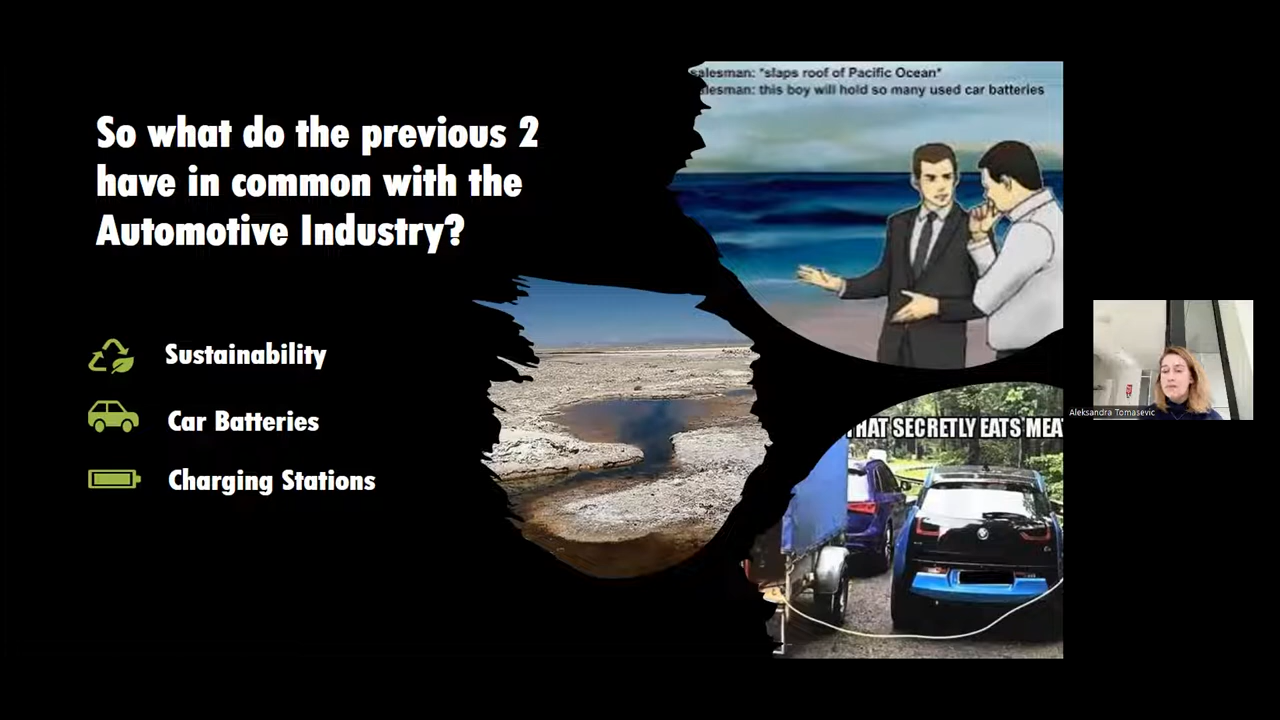 So what do the previous 2
have in common with the
Automotive Industry?
Sustainability
Car Batteries
Charging Stations
salesman: *slaps roof of Pacific Ocean*
lesman: this boy will hold so many used car batteries
HAT SECRETLY EATS MEA
Aleksandra Tomasevic